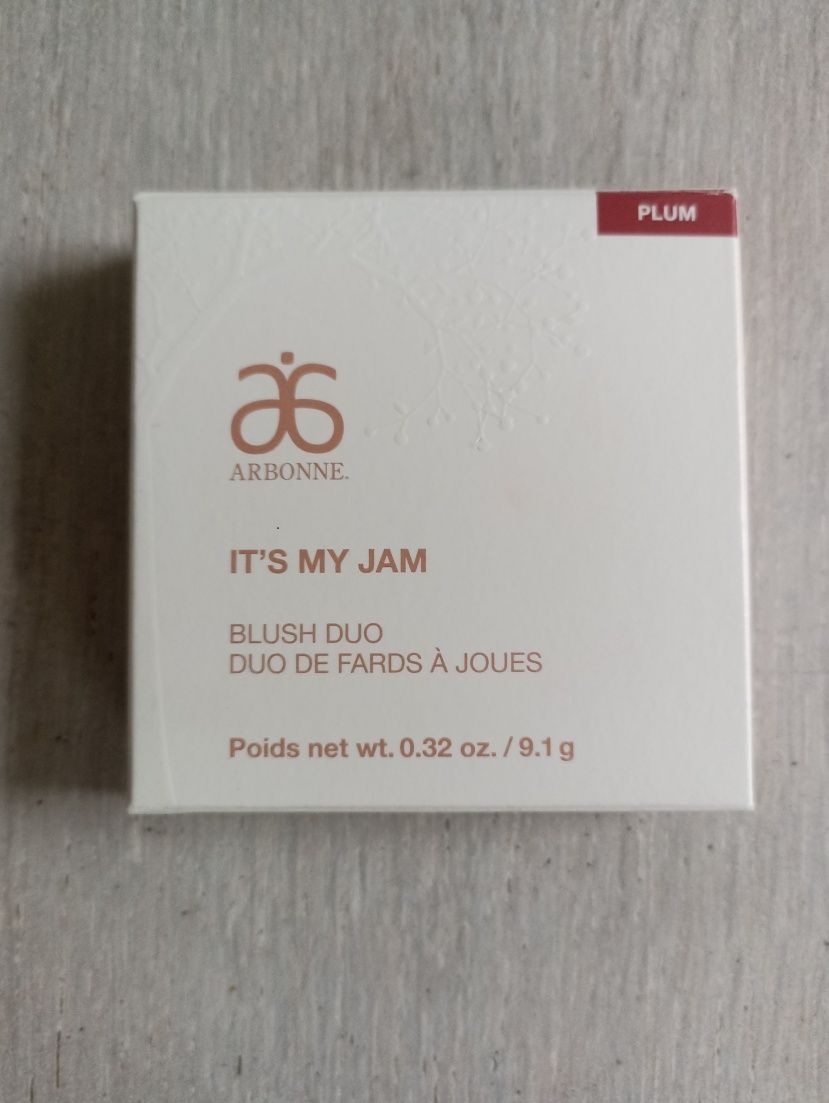 PLUM
ARBONNE.
IT'S MY JAM
BLUSH DUO
DUO DE FARDS À JOUES
Poids net wt. 0.32 oz. / 9.1 g